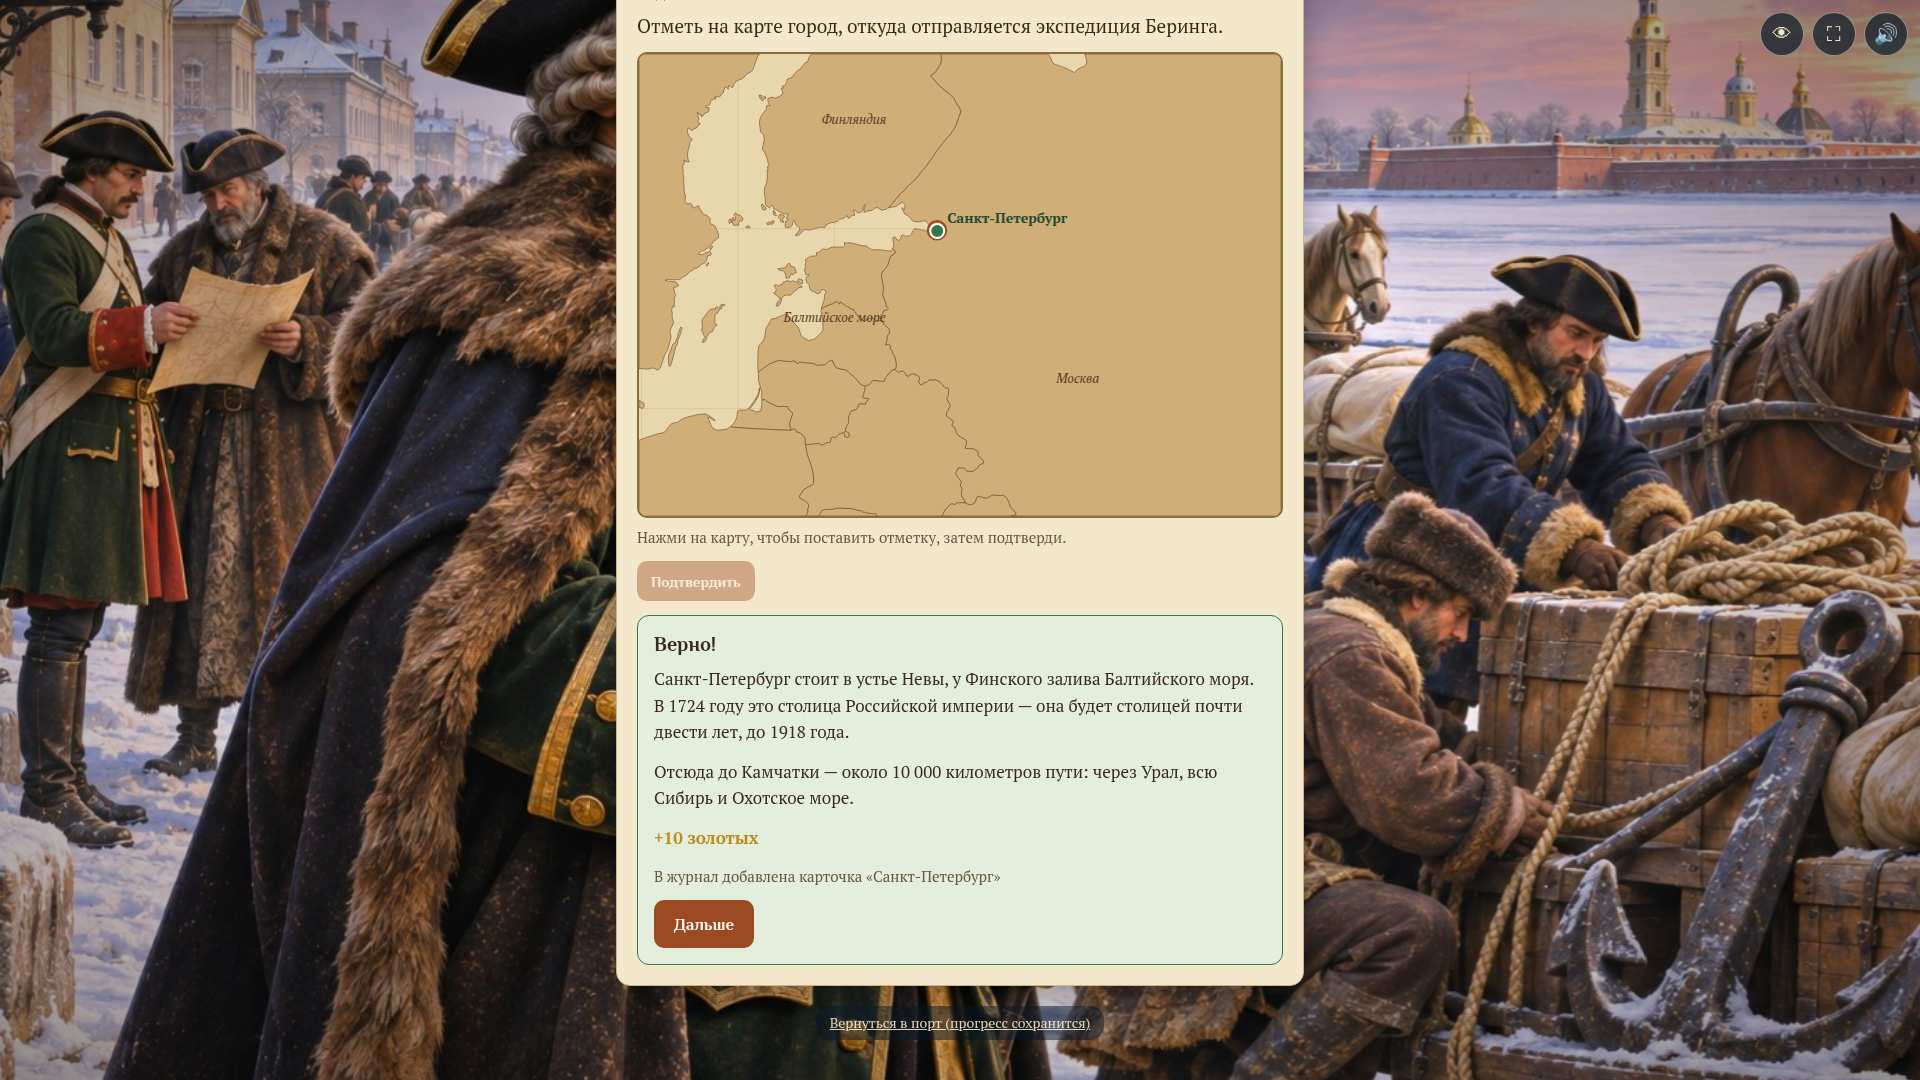 Отметь на карте город, откуда отправляется экспедиция Беринга.
Финляндия
Санкт-Петербург
Балтийское море
Москва
Нажми на карту, чтобы поставить отметку, затем подтверди.
Подтвердить
Верно!
Санкт-Петербург стоит в устье Невы, у Финского залива Балтийского моря.
В 1724 году это столица Российской империи — она будет столицей почти
двести лет, до 1918 года.
Отсюда до Камчатки — около 10 000 километров пути: через Урал, всю
Сибирь и Охотское море.
+10 золотых
В журнал добавлена карточка «Санкт-Петербург»
Дальше
Вернуться в порт (прогресс сохранится)